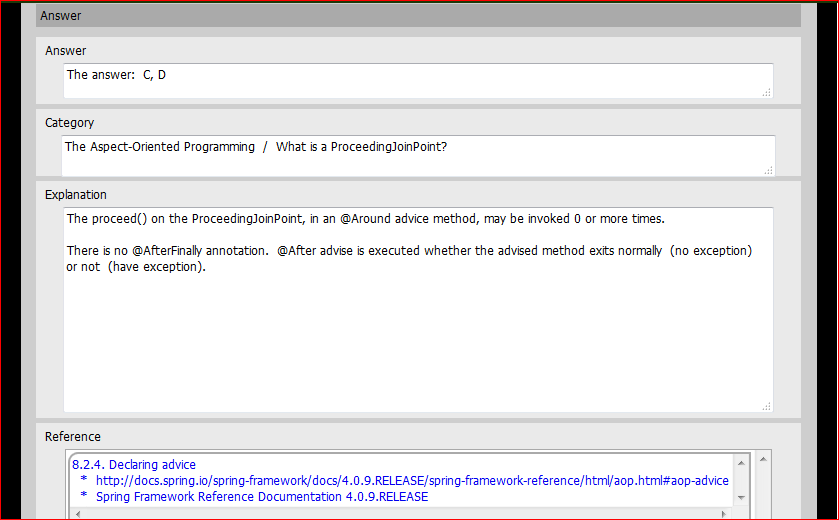 Answer
Answer
The answer:  C, D
Category
The Aspect-Oriented Programming  /  What is a ProceedingJoinPoint?
Explanation
The proceed() on the ProceedingJoinPoint, in an @Around advice method, may be invoked 0 or more times.
There is no @AfterFinally annotation.  @After advise is executed whether the advised method exits normally  (no exception)
or not  (have exception).
Reference
8.2.4. Declaring advice
*  http://docs.spring.io/spring-framework/docs/4.0.9.RELEASE/spring-framework-reference/html/aop.html#aop-advice
*  Spring Framework Reference Documentation 4.0.9.RELEASE